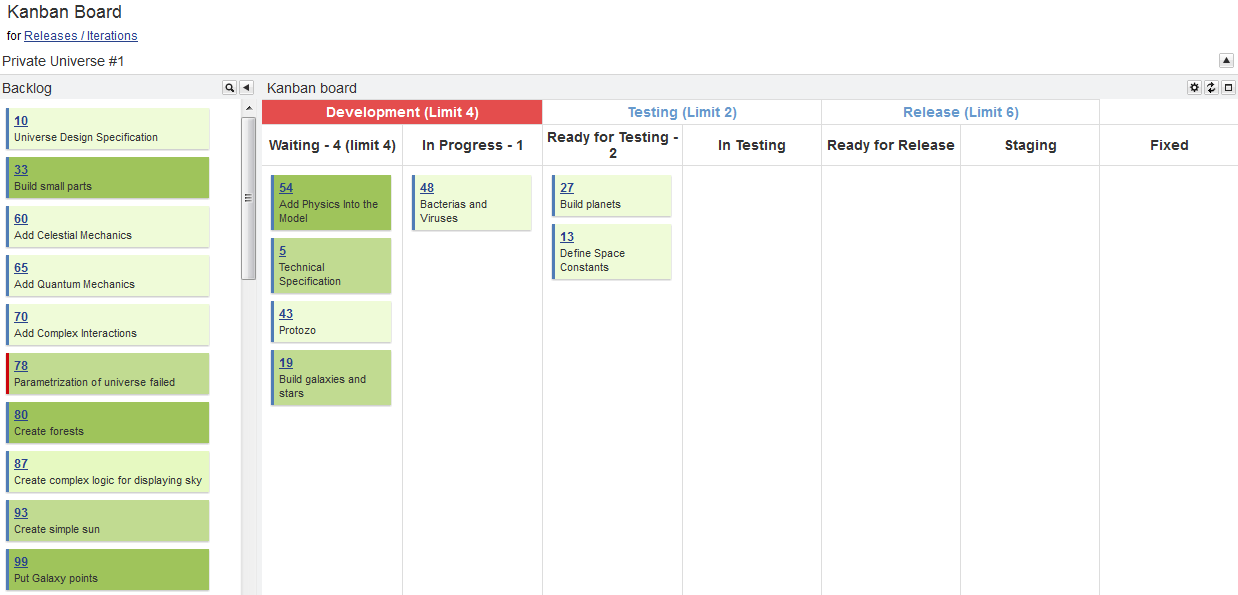 Kanban Board
for Releases / Iterations
Private Universe #1
Backlog
10
Universe Design Specification
33
Build small parts
60
Add Celestial Mechanics
65
Add Quantum Mechanics
70
Add Complex Interactions
78
Parametrization of universe failed
80
Create forests
87
Create complex logic for displaying sky
93
Create simple sun
99
Put Galaxy points
Kanban board
Development (Limit 4)
Testing (Limit 2)
Release (Limit 6)
Waiting - 4 (limit 4)
In Progress - 1
Ready for Testing -
2
In Testing
Ready for Release
Staging
Fixed
54
Add Physics Into the
Model
5
Technical
Specification
43
Protozo
19
Build galaxies and
stars
48
Bacterias and
Viruses
27
Build planets
13
Define Space
Constants